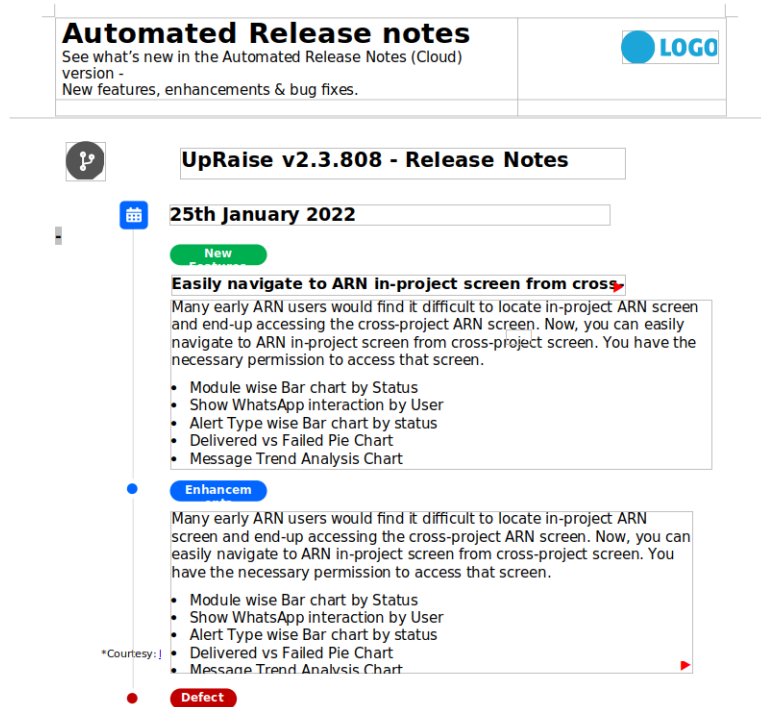 Automated Release notes
See what's new in the Automated Release Notes (Cloud)
version -
New features, enhancements & bug fixes.
LOGO
UpRaise v2.3.808 - Release Notes
25th January 2022
-
New
Features
Easily navigate to ARN in-project screen from cross-
Many early ARN users would find it difficult to locate in-project ARN screen
and end-up accessing the cross-project ARN screen. Now, you can easily
navigate to ARN in-project screen from cross-project screen. You have the
necessary permission to access that screen.
• Module wise Bar chart by Status
• Show WhatsApp interaction by User
• Alert Type wise Bar chart by status
• Delivered vs Failed Pie Chart
• Message Trend Analysis Chart
Enhancem
ents
Many early ARN users would find it difficult to locate in-project ARN
screen and end-up accessing the cross-project ARN screen. Now, you can
easily navigate to ARN in-project screen from cross-project screen. You
have the necessary permission to access that screen.
• Module wise Bar chart by Status
• Show WhatsApp interaction by User
• Alert Type wise Bar chart by status
• Delivered vs Failed Pie Chart
*Courtesy:
• Message Trend Analysis Chart
Defect